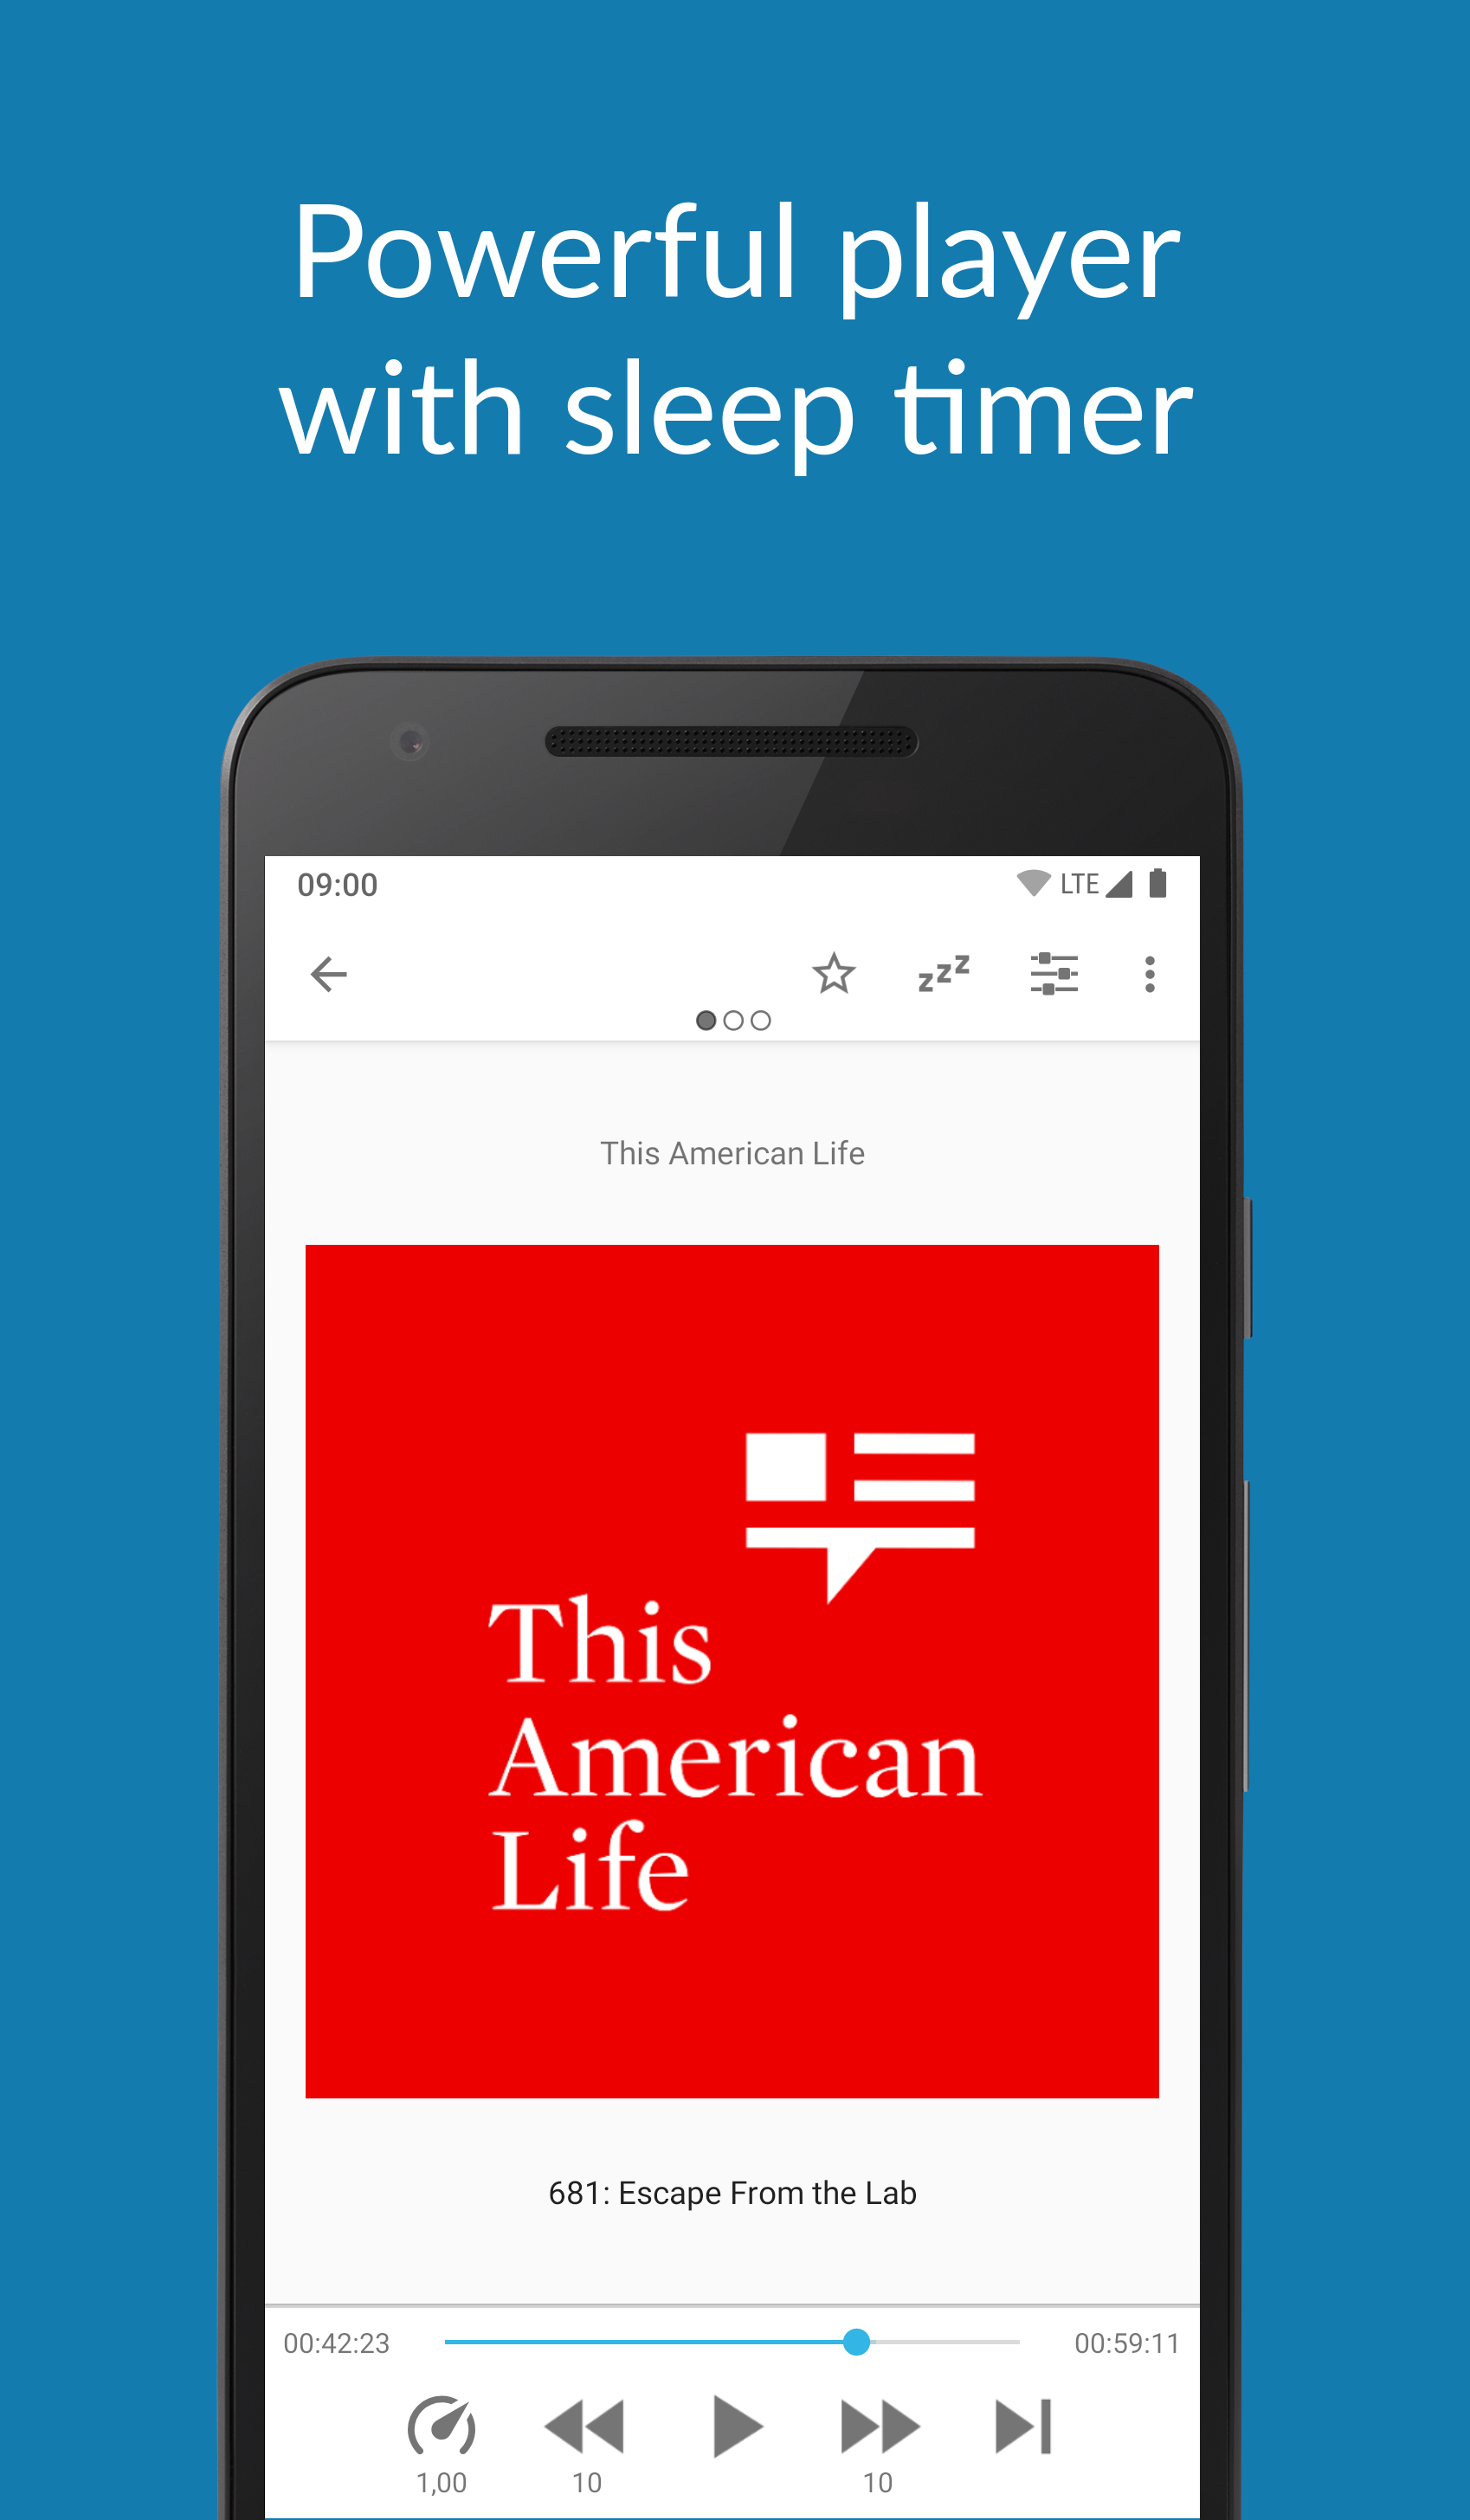 Powerful player
with sleep timer
09:00 LTE
zzz
This American Life
This
American
Life
681: Escape From the Lab
00:42:23 00:59:11
1,00 10 10